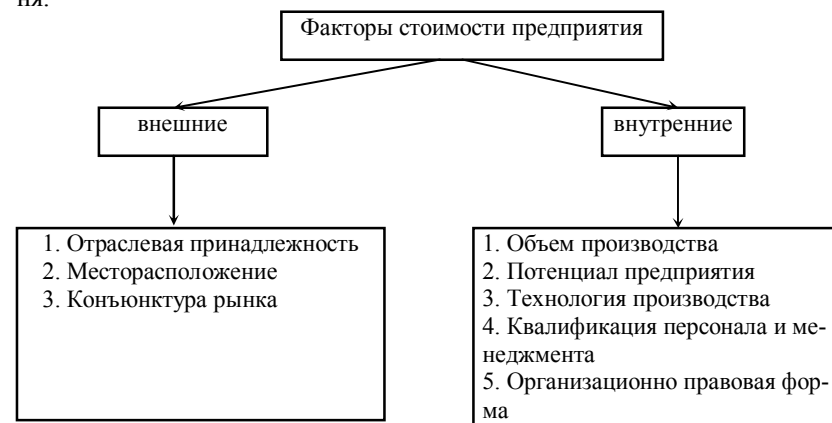 ня.
Факторы стоимости предприятия
внешние
внутренние
1. Отраслевая принадлежность
2. Месторасположение
3. Конъюнктура рынка
1. Объем производства
2. Потенциал предприятия
3. Технология производства
4. Квалификация персонала и ме-
неджмента
5. Организационно правовая фор-
ма